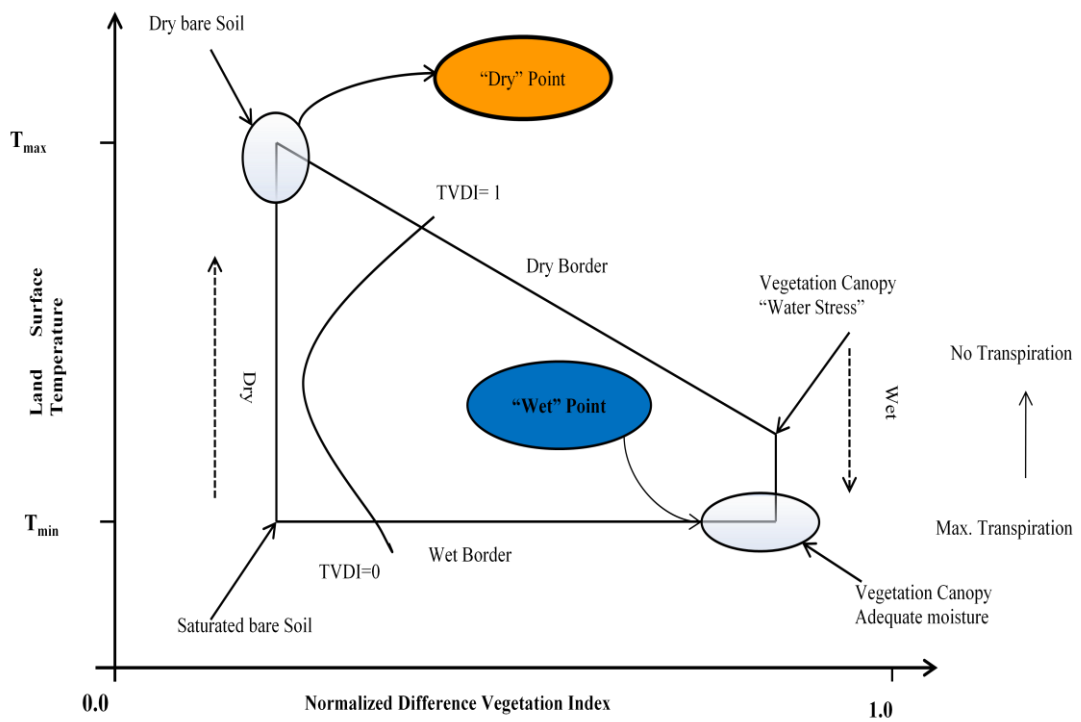 Dry bare Soil
“Dry” Point
Tmax
TVDI= 1
Dry Border
Vegetation Canopy
“Water Stress”
Land Surface
Temperature
Dry
“Wet” Point
Wet
No Transpiration
Tmin
Max. Transpiration
Wet Border
TVDI=0
Vegetation Canopy
Adequate moisture
Saturated bare Soil
0.0
Normalized Difference Vegetation Index
1.0